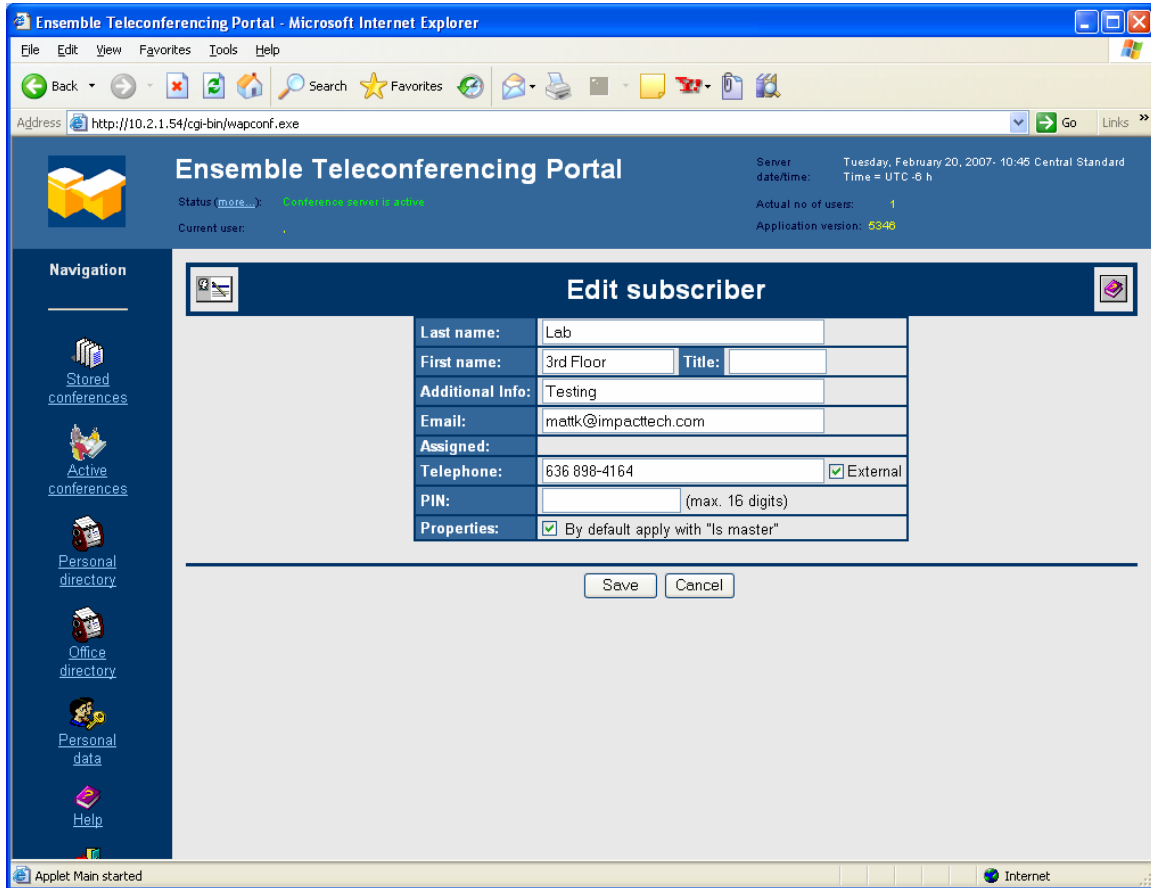 Ensemble Teleconferencing Portal - Microsoft Internet Explorer
File Edit View Favorites Tools Help
Back Search Favorites
Address http://10.2.1.54/cgi-bin/wapconf.exe Go Links »
Ensemble Teleconferencing Portal
Server date/time: Tuesday, February 20, 2007- 10:45 Central Standard Time = UTC -6 h
Status (more...): Conference server is active
Actual no of users: 1
Current user: ,
Application version: 5346
Navigation
Edit subscriber
Last name: Lab
First name: 3rd Floor Title:
Additional Info: Testing
Email: mattk@impacttech.com
Assigned:
Telephone: 636 898-4164 External
PIN: (max. 16 digits)
Properties: By default apply with "Is master"
Save Cancel
Stored
conferences
Active
conferences
Personal
directory
Office
directory
Personal
data
Help
Applet Main started Internet